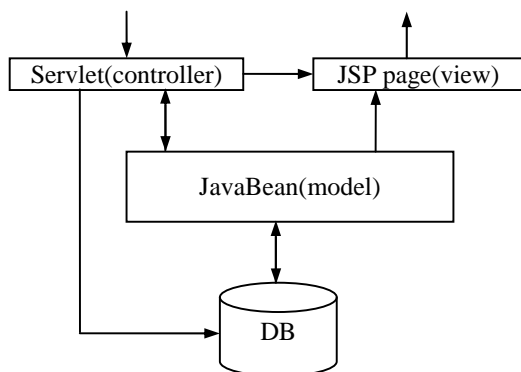 Servlet(controller)
JSP page(view)
JavaBean(model)
DB